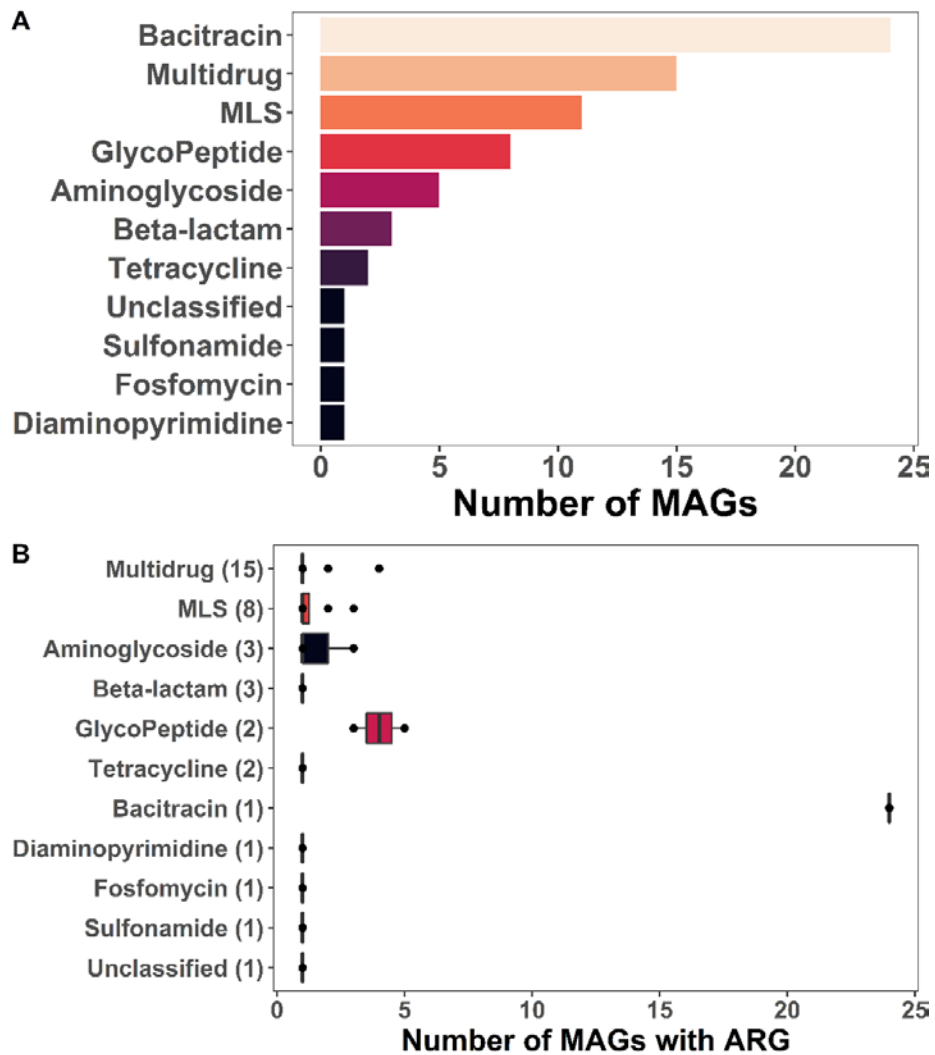 A
Bacitracin
Multidrug
MLS
GlycoPeptide
Aminoglycoside
Beta-lactam
Tetracycline
Unclassified
Sulfonamide
Fosfomycin
Diaminopyrimidine
0 5 10 15 20 25
Number of MAGs
B
Multidrug (15)
MLS (8)
Aminoglycoside (3)
Beta-lactam (3)
GlycoPeptide (2)
Tetracycline (2)
Bacitracin (1)
Diaminopyrimidine (1)
Fosfomycin (1)
Sulfonamide (1)
Unclassified (1)
0 5 10 15 20 25
Number of MAGs with ARG